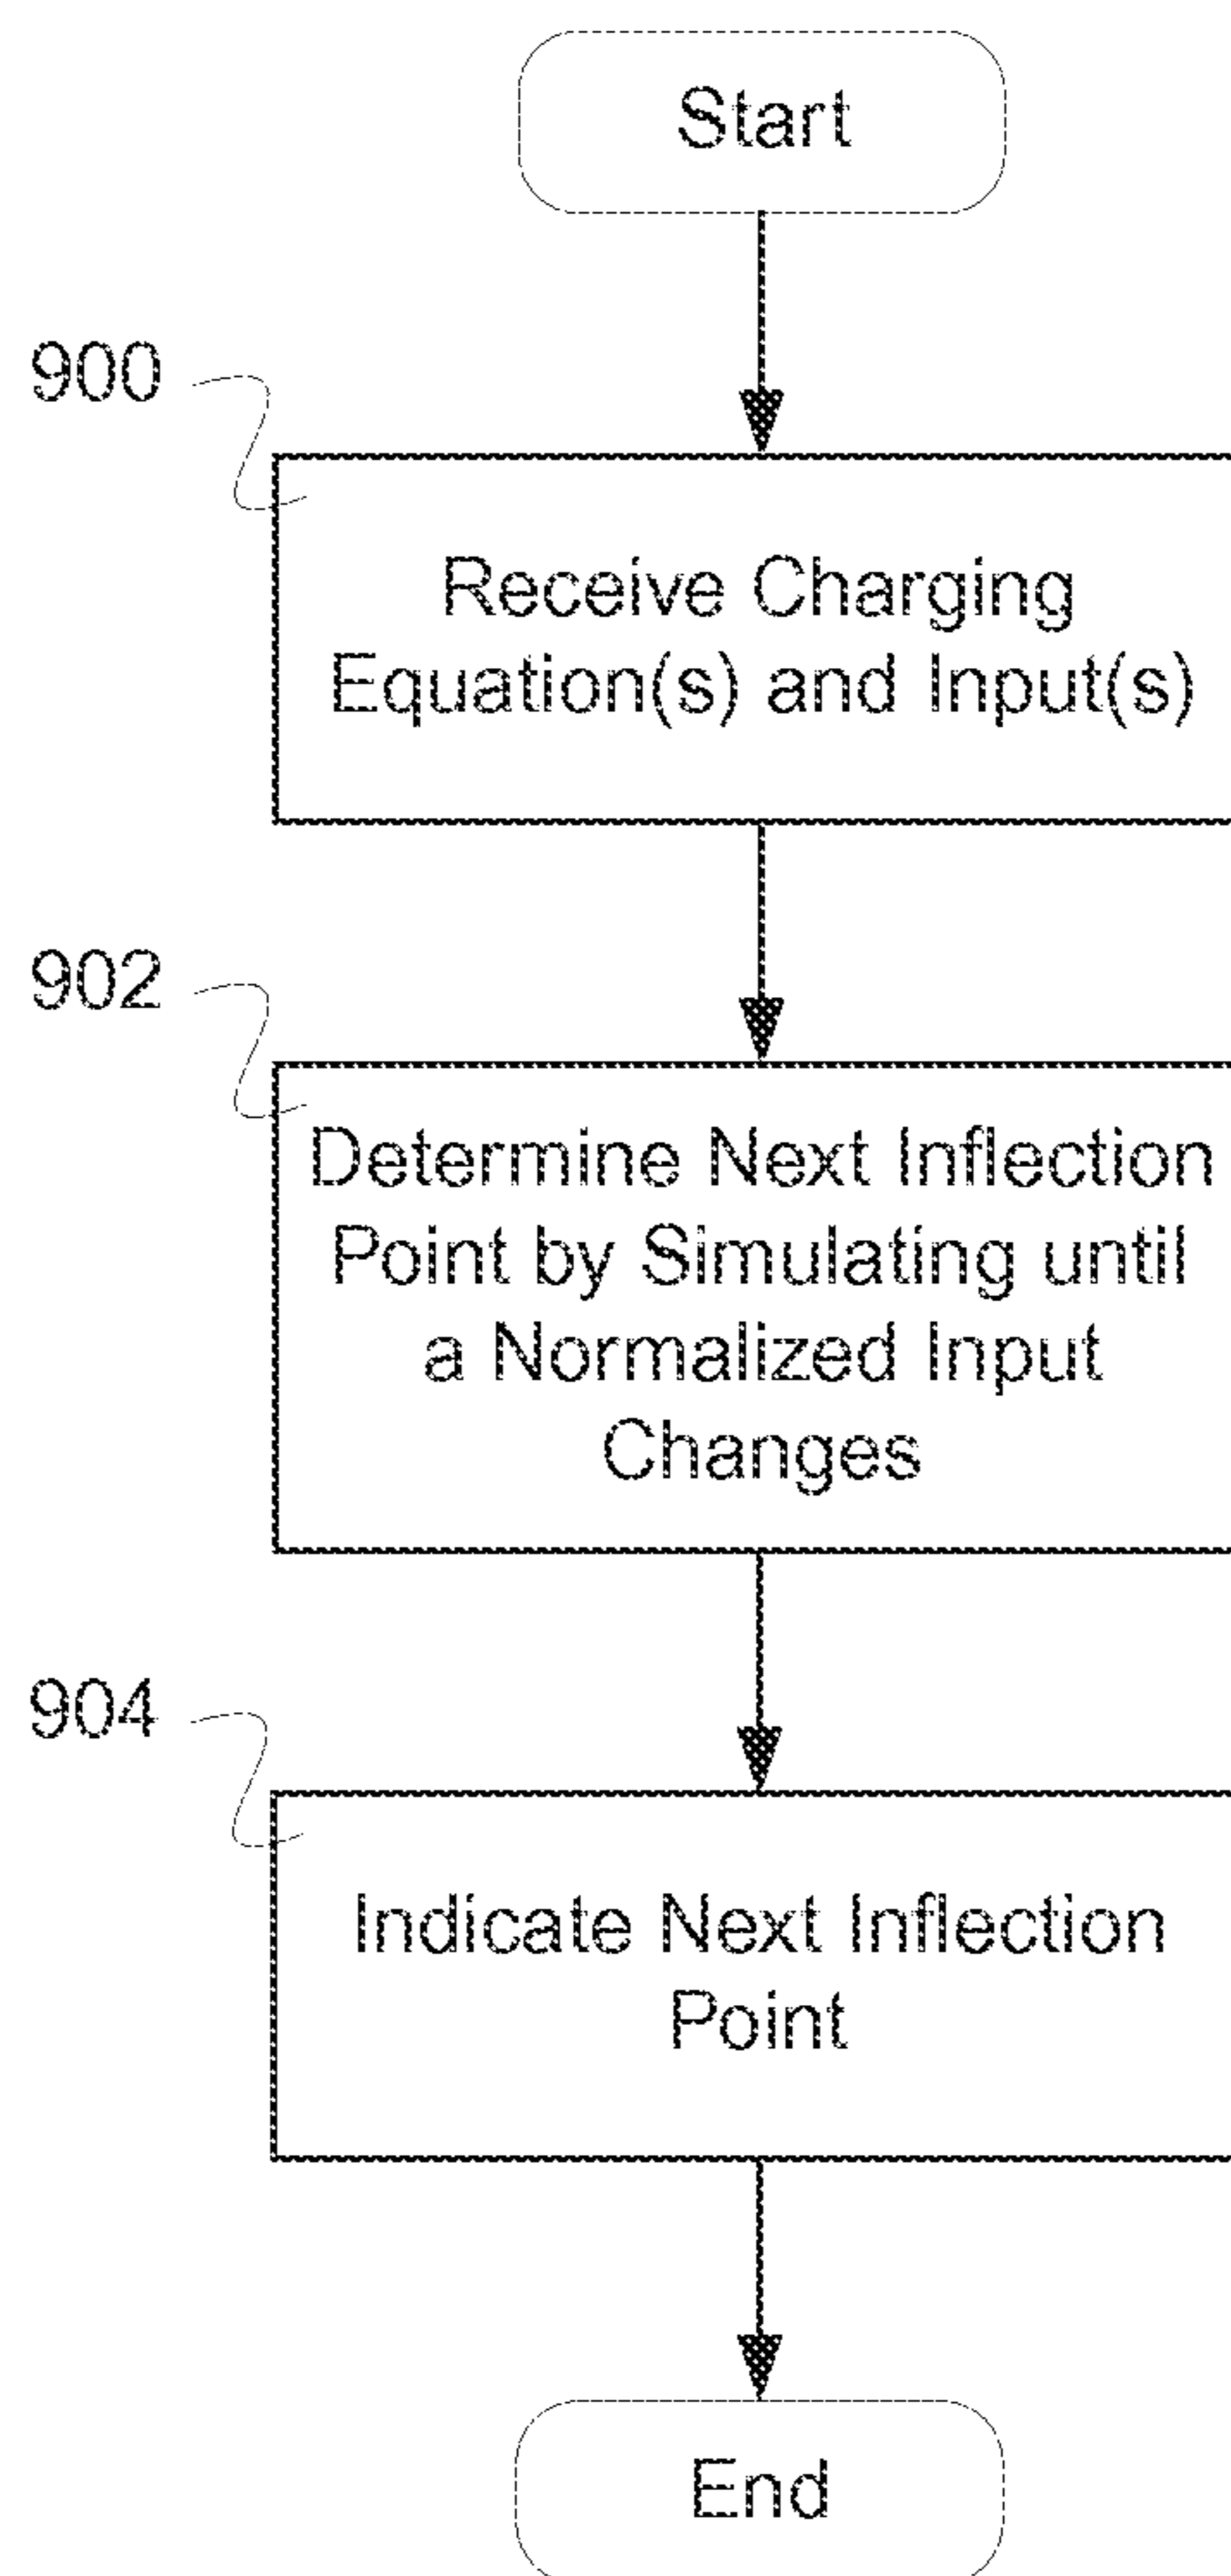 Start
900
Receive Charging
Equation(s) and Input(s)
902
Determine Next Inflection
Point by Simulating until
a Normalized Input
Changes
904
Indicate Next Inflection
Point
End